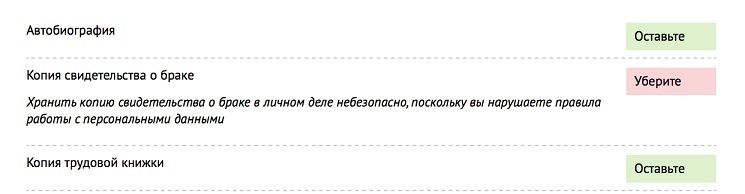 Автобиография
Оставьте
Копия свидетельства о браке
Уберите
Хранить копию свидетельства о браке в личном деле небезопасно, поскольку вы нарушаете правила
работы с персональными данными
Копия трудовой книжки
Оставьте